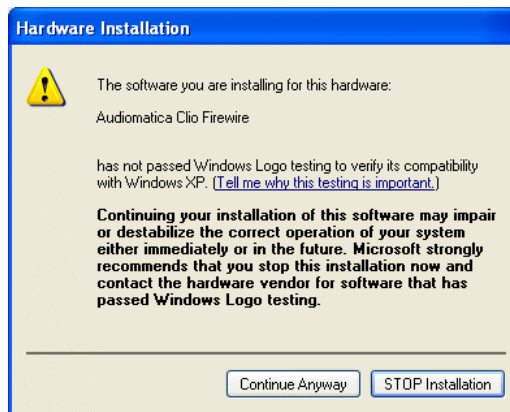 Hardware Installation
The software you are installing for this hardware:
Audiomatica Clio Firewire
has not passed Windows Logo testing to verify its compatibility
with Windows XP. (Tell me why this testing is important.)
Continuing your installation of this software may impair
or destabilize the correct operation of your system
either immediately or in the future. Microsoft strongly
recommends that you stop this installation now and
contact the hardware vendor for software that has
passed Windows Logo testing.
Continue Anyway
STOP Installation